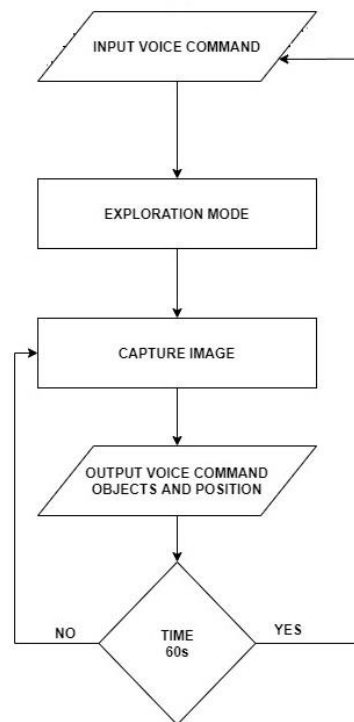 INPUT VOICE COMMAND
EXPLORATION MODE
CAPTURE IMAGE
OUTPUT VOICE COMMAND
OBJECTS AND POSITION
TIME
60s
NO
YES